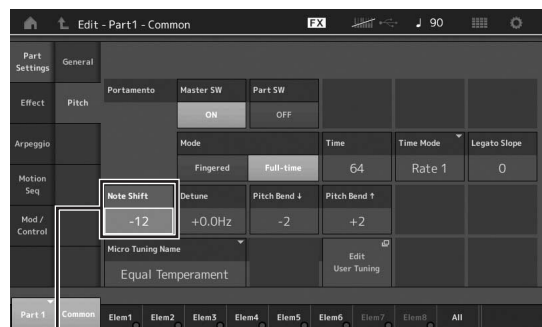 Edit - Part1 - Common
FX
♩ 90
Part Settings
General
Effect
Pitch
Portamento
Master SW
ON
Part SW
OFF
Arpeggio
Mode
Fingered
Full-time
Time
64
Time Mode
Rate 1
Legato Slope
0
Motion Seq
Note Shift
-12
Detune
+0.0Hz
Pitch Bend ↓
-2
Pitch Bend ↑
+2
Mod / Control
Micro Tuning Name
Equal Temperament
Edit
User Tuning
Part 1
Common
Elem1
Elem2
Elem3
Elem4
Elem5
Elem6
Elem7
Elem8
All